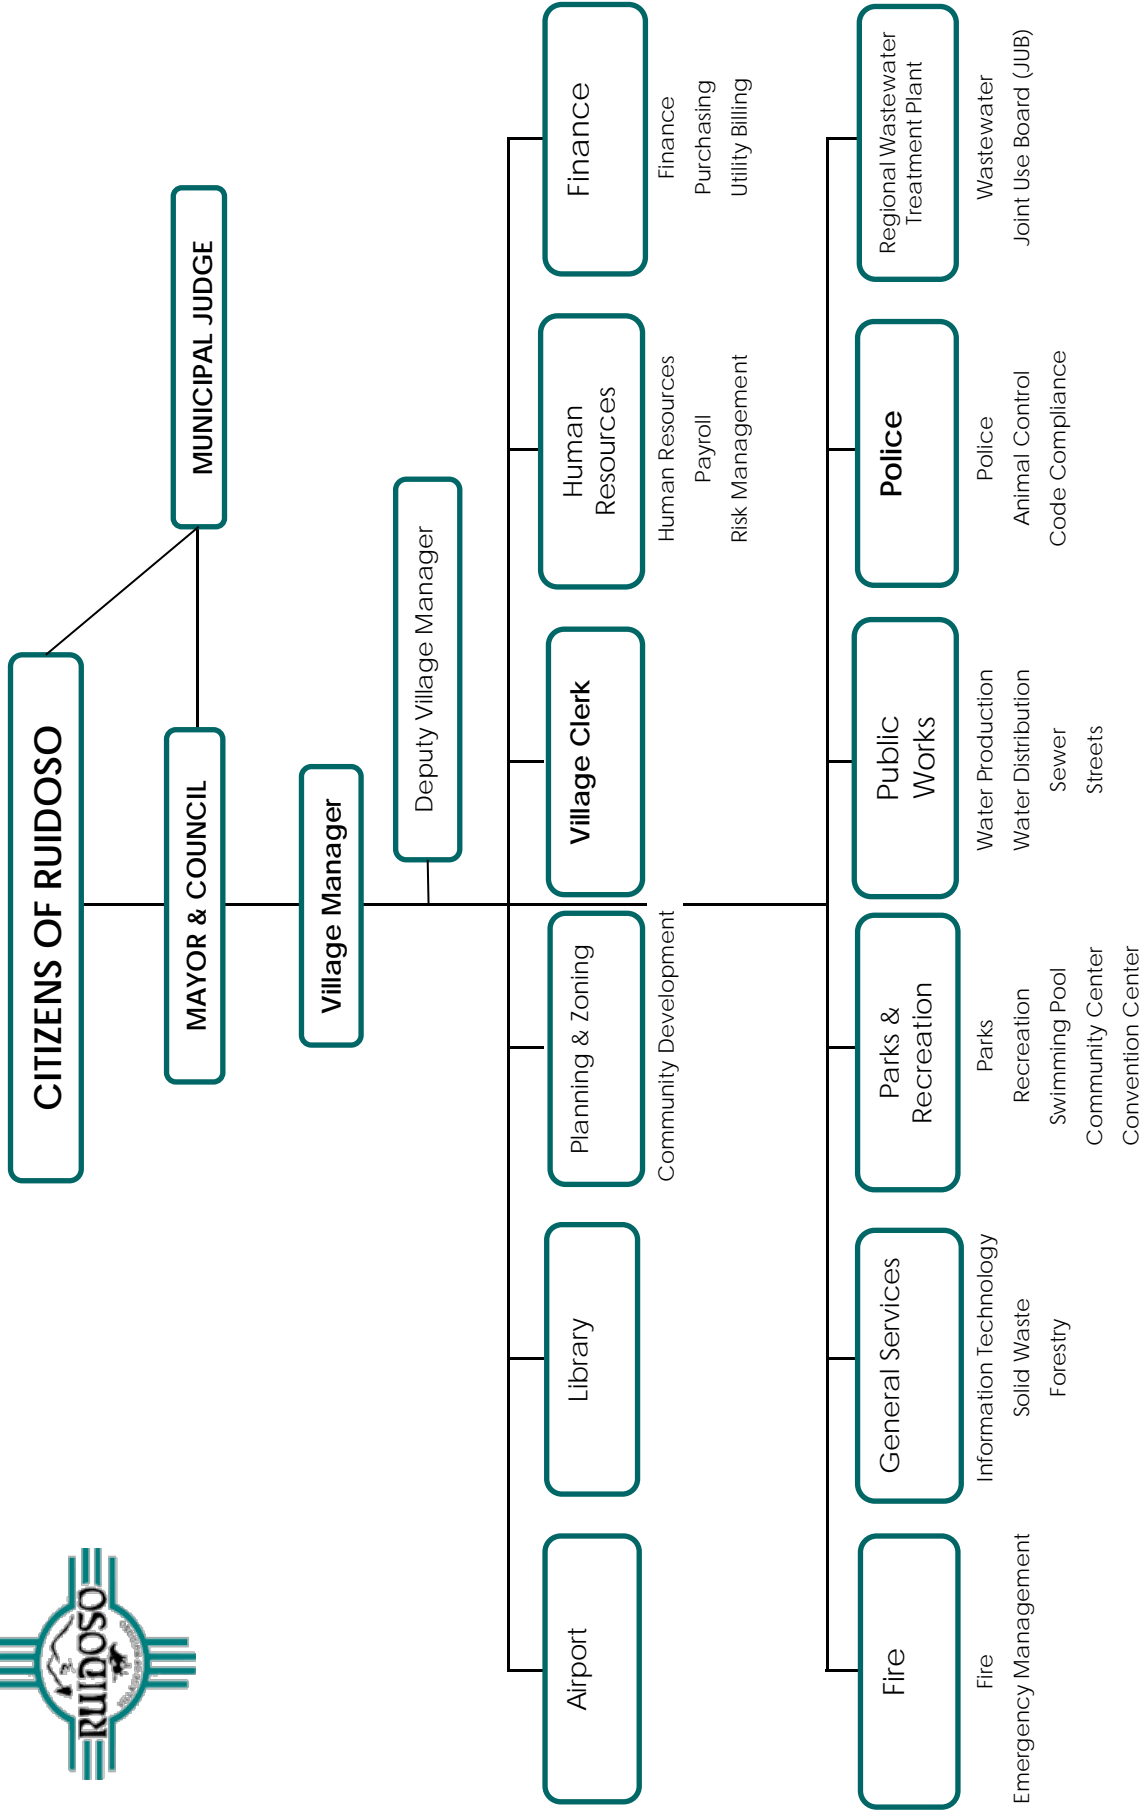 RUIDOSO
CITIZENS OF RUIDOSO
MUNICIPAL JUDGE
MAYOR & COUNCIL
Village Manager
Deputy Village Manager
Airport
Library
Planning & Zoning
Community Development
Village Clerk
Human
Resources
Human Resources
Payroll
Risk Management
Finance
Finance
Purchasing
Utility Billing
Fire
Fire
Emergency Management
General Services
Information Technology
Solid Waste
Forestry
Parks &
Recreation
Parks
Recreation
Swimming Pool
Community Center
Convention Center
Public
Works
Water Production
Water Distribution
Sewer
Streets
Police
Police
Animal Control
Code Compliance
Regional Wastewater
Treatment Plant
Wastewater
Joint Use Board (JUB)